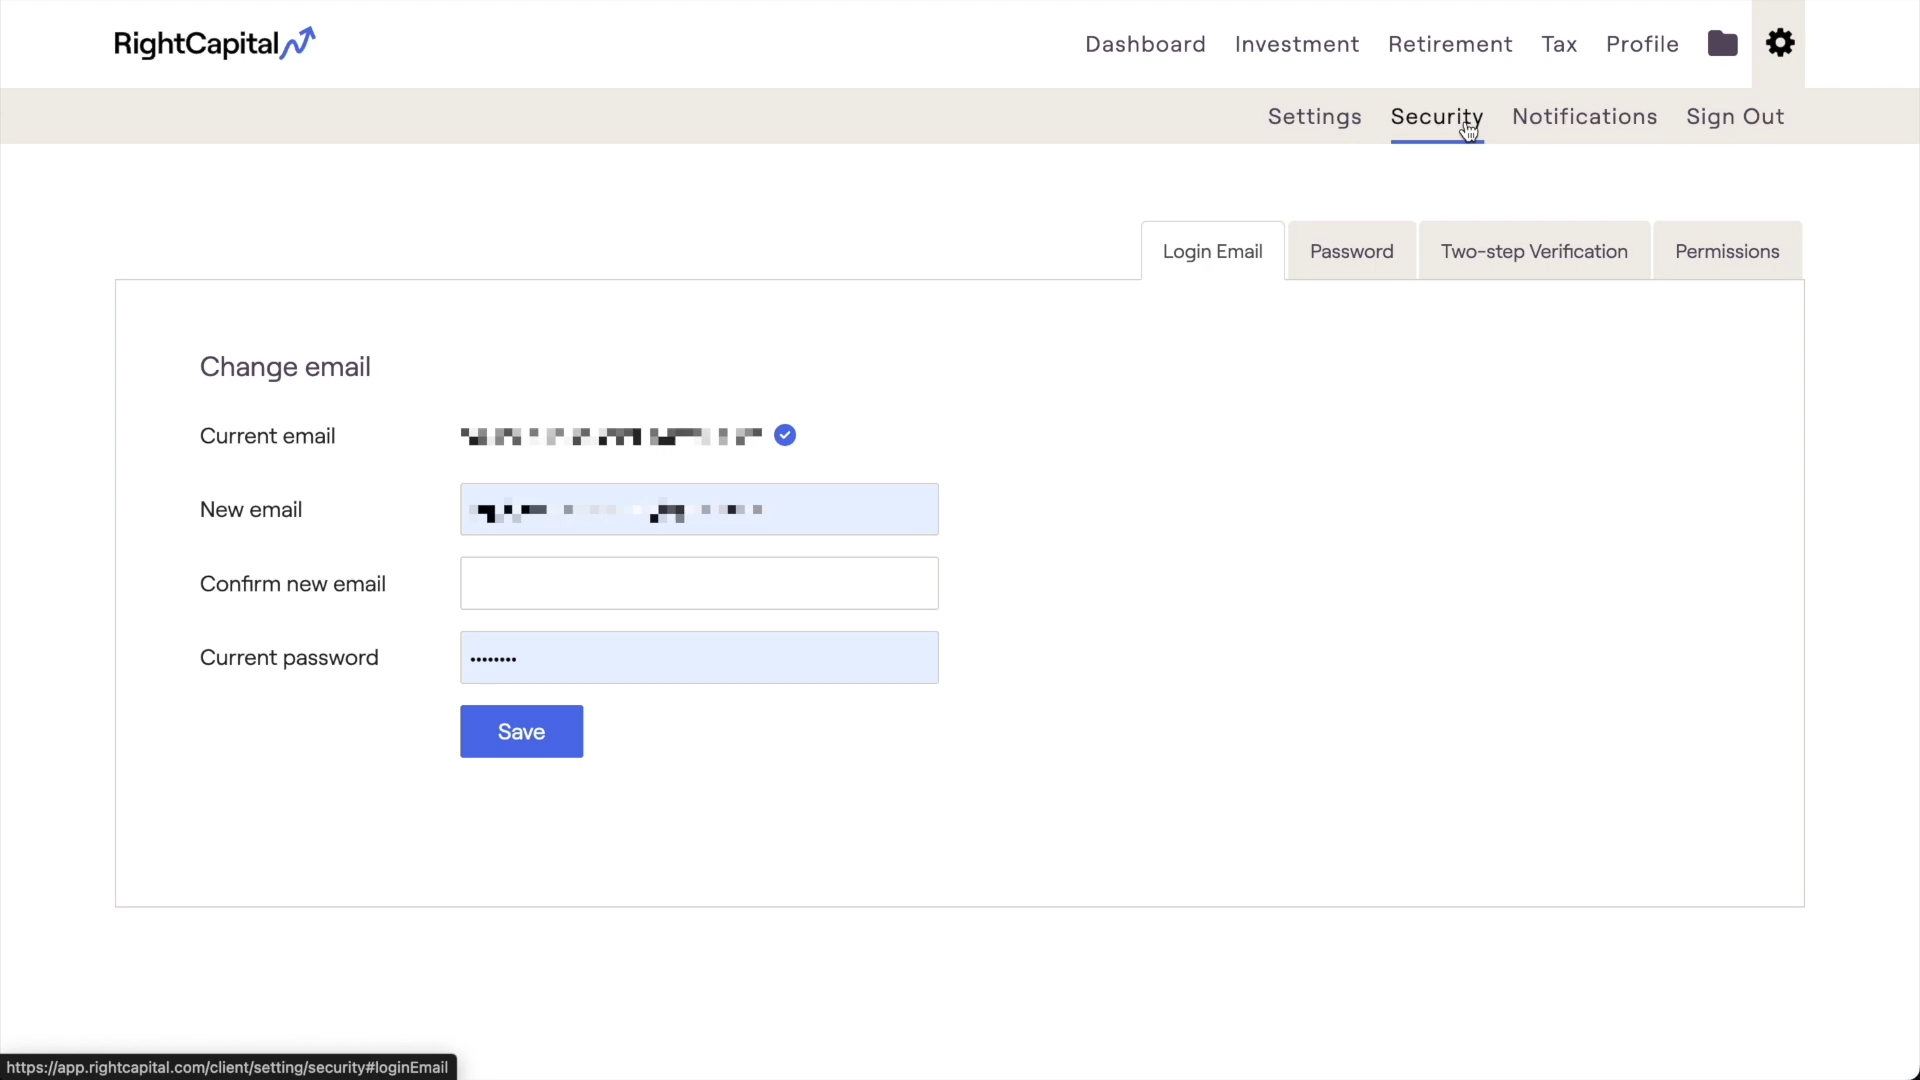 RightCapital
Dashboard Investment Retirement Tax Profile
Settings Security Notifications Sign Out
Login Email Password Two-step Verification Permissions
Change email
Current email
New email
Confirm new email
Current password ••••••••
Save
https://app.rightcapital.com/client/setting/security#loginEmail